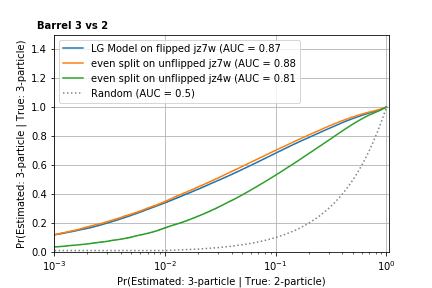 Barrel 3 vs 2
Pr(Estimated: 3-particle | True: 3-particle)
1.4
1.2
1.0
0.8
0.6
0.4
0.2
0.0
LG Model on flipped jz7w (AUC = 0.87
even split on unflipped jz7w (AUC = 0.88
even split on unflipped jz4w (AUC = 0.81
Random (AUC = 0.5)
10⁻³ 10⁻² 10⁻¹ 10⁰
Pr(Estimated: 3-particle | True: 2-particle)